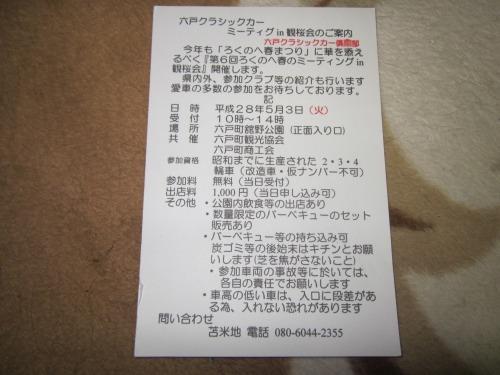 六戸クラシックカー
ミーティグ in 観桜会のご案内
六戸クラシックカー倶楽部
今年も「ろくのへ春まつり」に華を添え
るべく『第6回ろくのへ春のミーティング in
観桜会』開催します。
県内外、参加クラブ等の紹介も行います
愛車の多数の参加をお待ちしております。
記
日 時 平成28年5月3日(火)
受 付 10時~14時
場 所 六戸町舘野公園(正面入り口)
共 催 六戸町観光協会
六戸町商工会
参加資格 昭和までに生産された 2・3・4
輪車(改造車・仮ナンバー不可)
参加料 無料(当日受付)
出店料 1,000円(当日申し込み可)
その他 ・公園内飲食等の出店あり
・数量限定のバーベキューのセット
販売あり
・バーベキュー等の持ち込み可
炭ゴミ等の後始末はキチンとお願
いします(芝を焦がさないこと)
・参加車両の事故等に於いては、
各自の責任でお願いします
・車高の低い車は、入口に段差があ
る為、入れない恐れがあります
問い合わせ
苫米地 電話 080-6044-2355